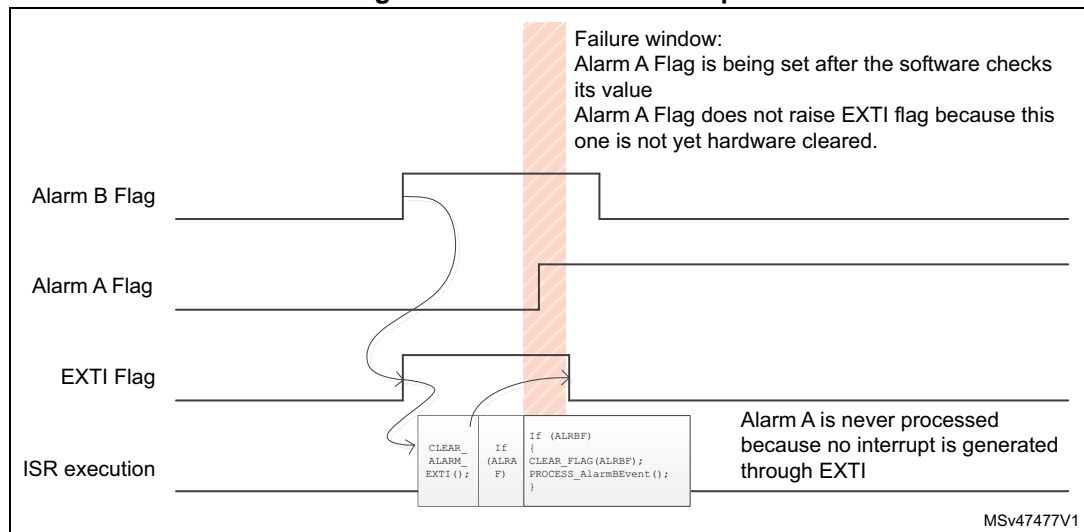 Failure window:
Alarm A Flag is being set after the software checks
its value
Alarm A Flag does not raise EXTI flag because this
one is not yet hardware cleared.
Alarm B Flag
Alarm A Flag
EXTI Flag
ISR execution
CLEAR_
ALARM_
EXTI();
If
(ALRA
F)
If (ALRBF)
{
CLEAR_FLAG(ALRBF);
PROCESS_AlarmBEvent();
}
Alarm A is never processed
because no interrupt is generated
through EXTI
MSv47477V1